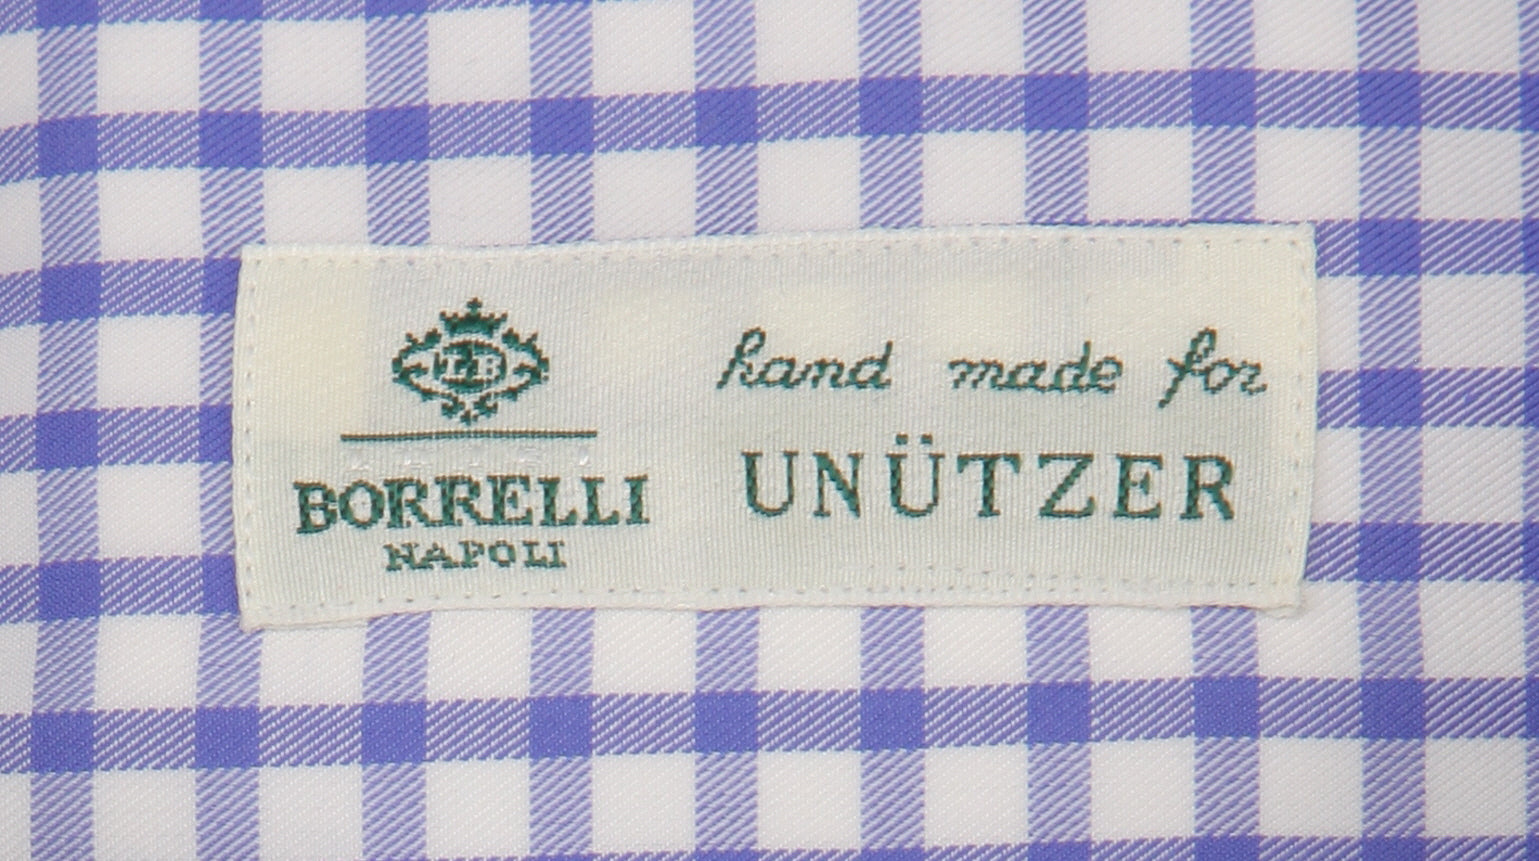 LB
BORRELLI
NAPOLI
hand made for
UNÜTZER